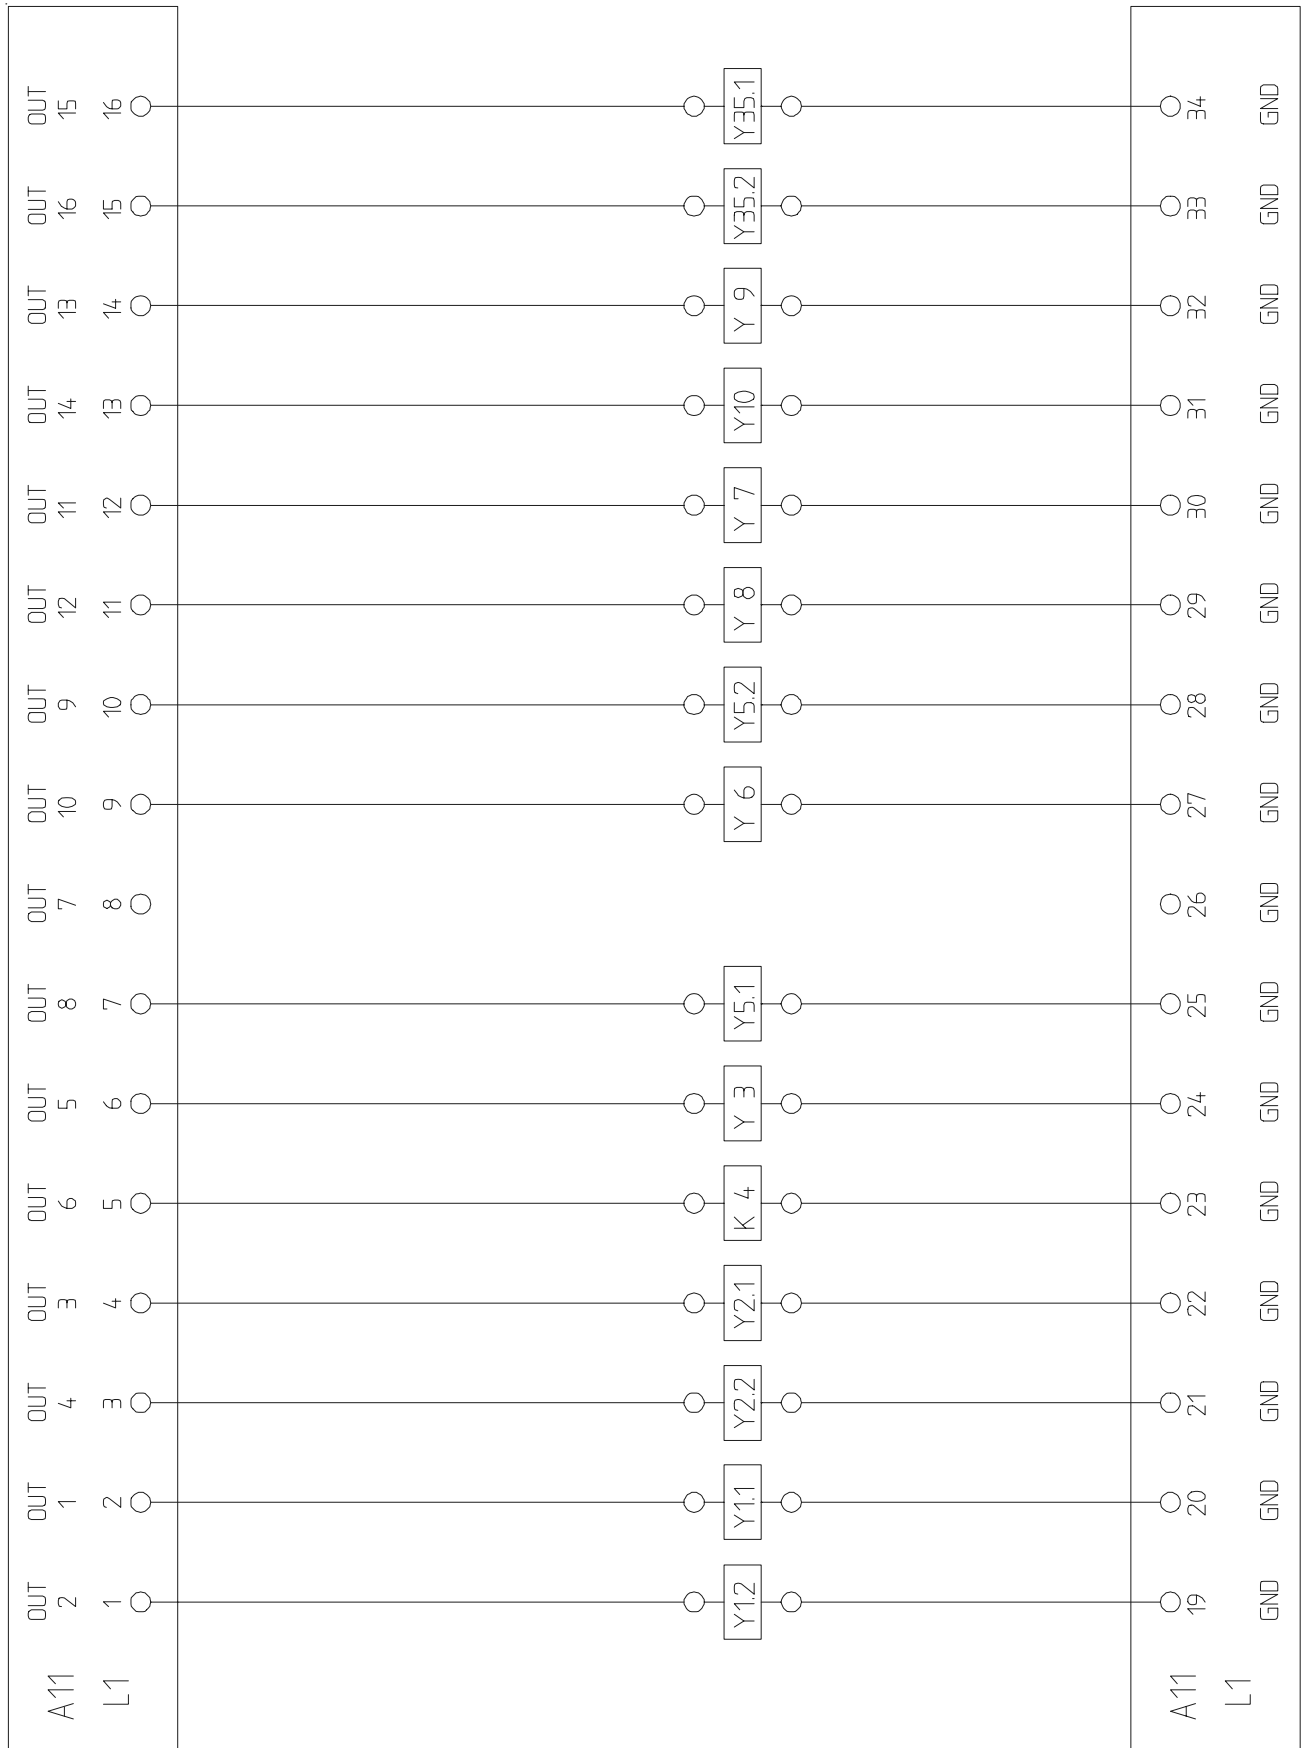 OUT OUT OUT OUT OUT OUT OUT OUT OUT OUT OUT OUT OUT OUT OUT OUT
A11 2 1 4 3 6 5 8 7 10 9 12 11 14 13 16 15
L1 1 2 3 4 5 6 7 8 9 10 11 12 13 14 15 16
Y1.2 Y1.1 Y2.2 Y2.1 K 4 Y 3 Y5.1 Y 6 Y5.2 Y 8 Y 7 Y10 Y 9 Y35.2 Y35.1
A11 19 20 21 22 23 24 25 26 27 28 29 30 31 32 33 34
L1 GND GND GND GND GND GND GND GND GND GND GND GND GND GND GND GND